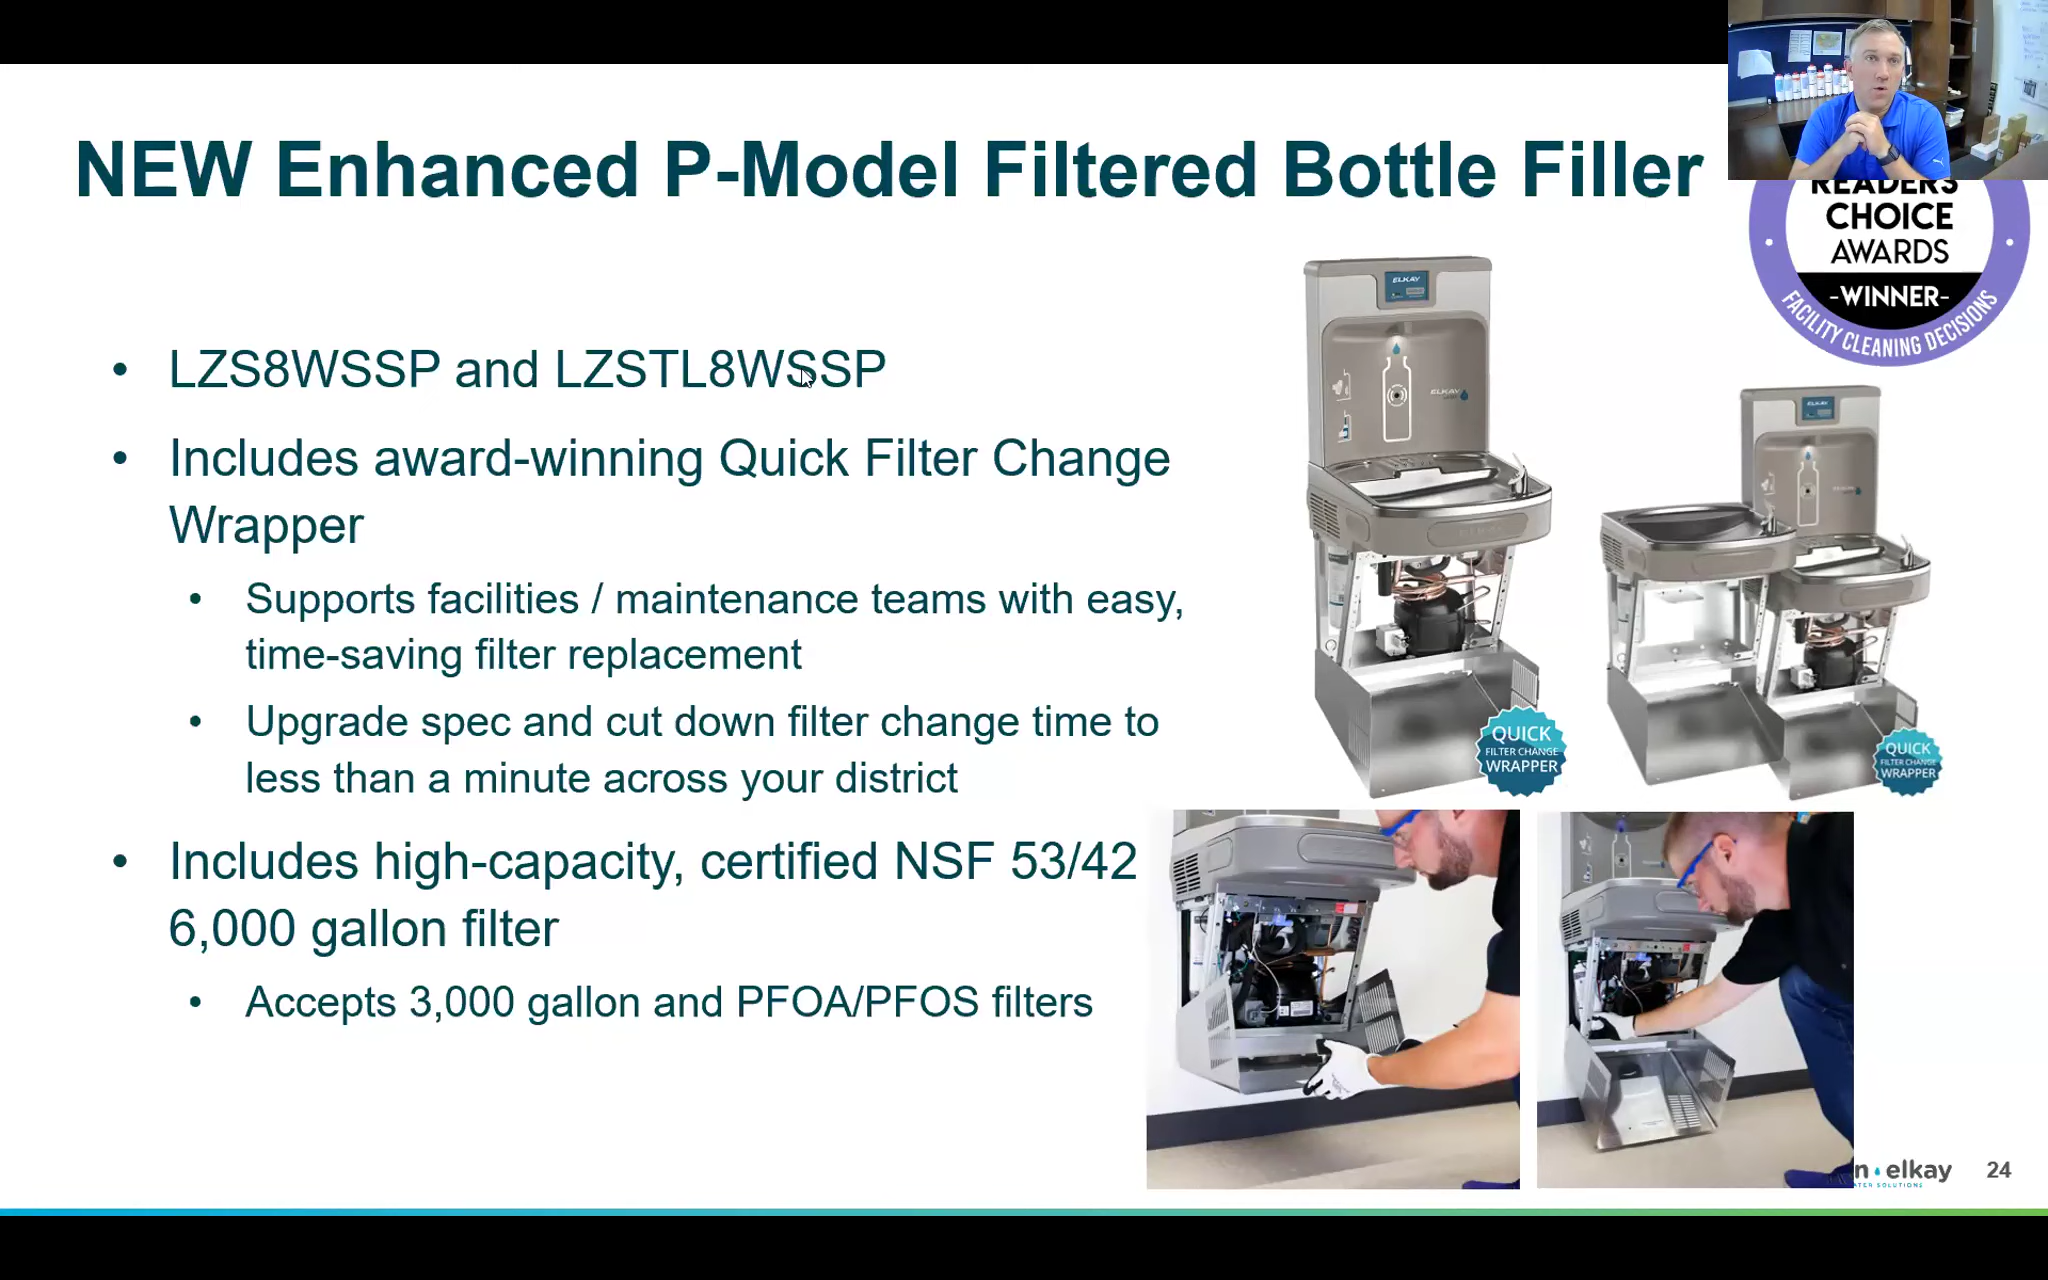 NEW Enhanced P-Model Filtered Bottle Filler
READERS
CHOICE
AWARDS
-WINNER-
FACILITY CLEANING DECISIONS
• LZS8WSSP and LZSTL8WSSP
• Includes award-winning Quick Filter Change
Wrapper
• Supports facilities / maintenance teams with easy,
time-saving filter replacement
• Upgrade spec and cut down filter change time to
less than a minute across your district
• Includes high-capacity, certified NSF 53/42
6,000 gallon filter
• Accepts 3,000 gallon and PFOA/PFOS filters
ELKAY
ELKAY
QUICK
FILTER CHANGE
WRAPPER
ELKAY
QUICK
FILTER CHANGE
WRAPPER
n elkay
SOLUTIONS
24